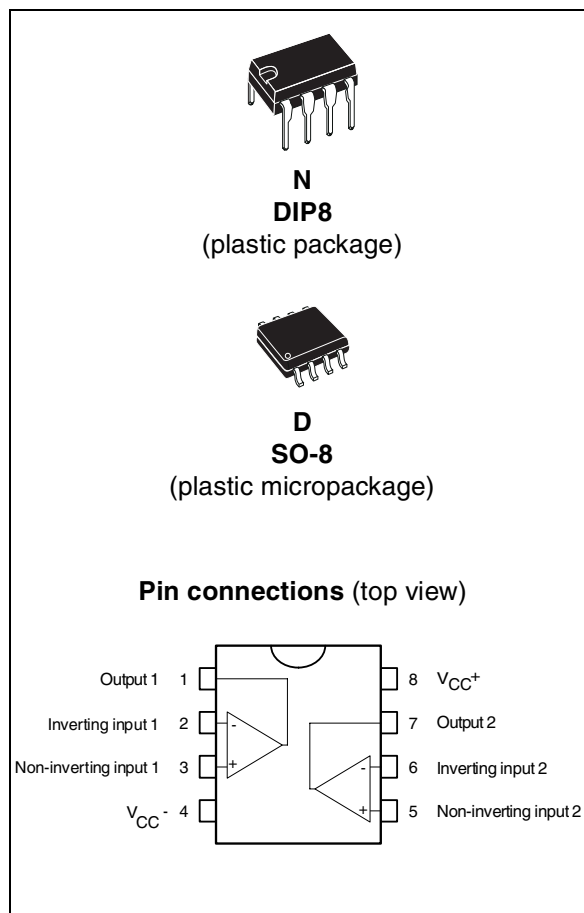 N
DIP8
(plastic package)
D
SO-8
(plastic micropackage)
Pin connections (top view)
Output 1 1
Inverting input 1 2
Non-inverting input 1 3
VCC - 4
8 VCC+
7 Output 2
6 Inverting input 2
5 Non-inverting input 2
-
+
-
+